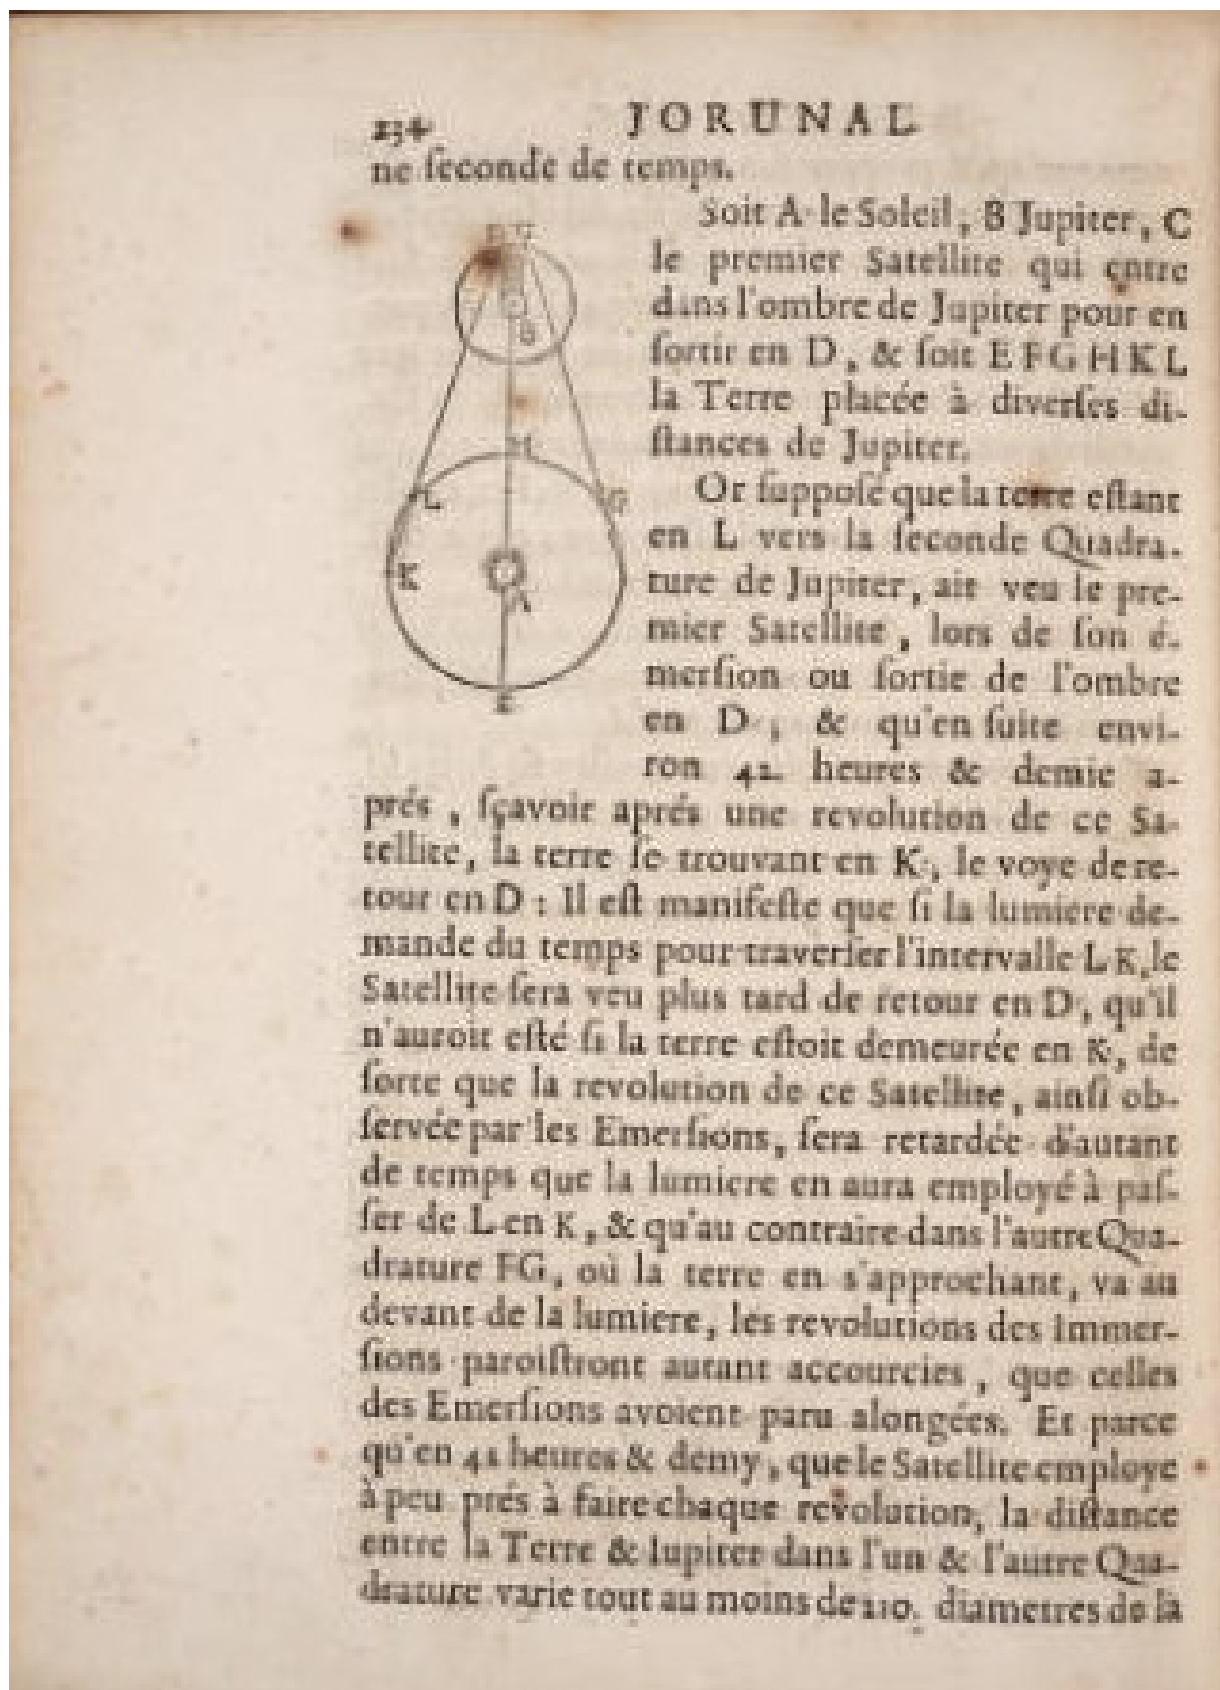 234 JORUNAL
ne ſeconde de temps.
Soit A le Soleil, B Jupiter, C
le premier Satellite qui entre
dans l'ombre de Jupiter pour en
ſortir en D, & ſoit E F G H K L
la Terre placée à diverſes di-
ſtances de Jupiter.
Or ſuppoſé que la terre eſtant
en L vers la ſeconde Quadra-
ture de Jupiter, ait veu le pre-
mier Satellite, lors de ſon é-
merſion ou ſortie de l'ombre
en D, & qu'en ſuite envi-
ron 42 heures & demie a-
prés, ſçavoir aprés une revolution de ce Sa-
tellite, la terre ſe trouvant en K, le voye de re-
tour en D : Il eſt manifeſte que ſi la lumiere de-
mande du temps pour traverſer l'intervalle L K, le
Satellite ſera veu plus tard de retour en D, qu'il
n'auroit eſté ſi la terre eſtoit demeurée en K, de
ſorte que la revolution de ce Satellite, ainſi ob-
ſervée par les Emerſions, ſera retardée d'autant
de temps que la lumiere en aura employé à paſ-
ſer de L en K, & qu'au contraire dans l'autre Qua-
drature FG, où la terre en s'approchant, va au
devant de la lumiere, les revolutions des Immer-
ſions paroiſtront autant accourcies, que celles
des Emerſions avoient paru alongées. Et parce
qu'en 42 heures & demy, que le Satellite employe
à peu prés à faire chaque revolution, la diſtance
entre la Terre & Iupiter dans l'un & l'autre Qua-
drature varie tout au moins de 210. diametres de la
B
H
L
G
K
A
E